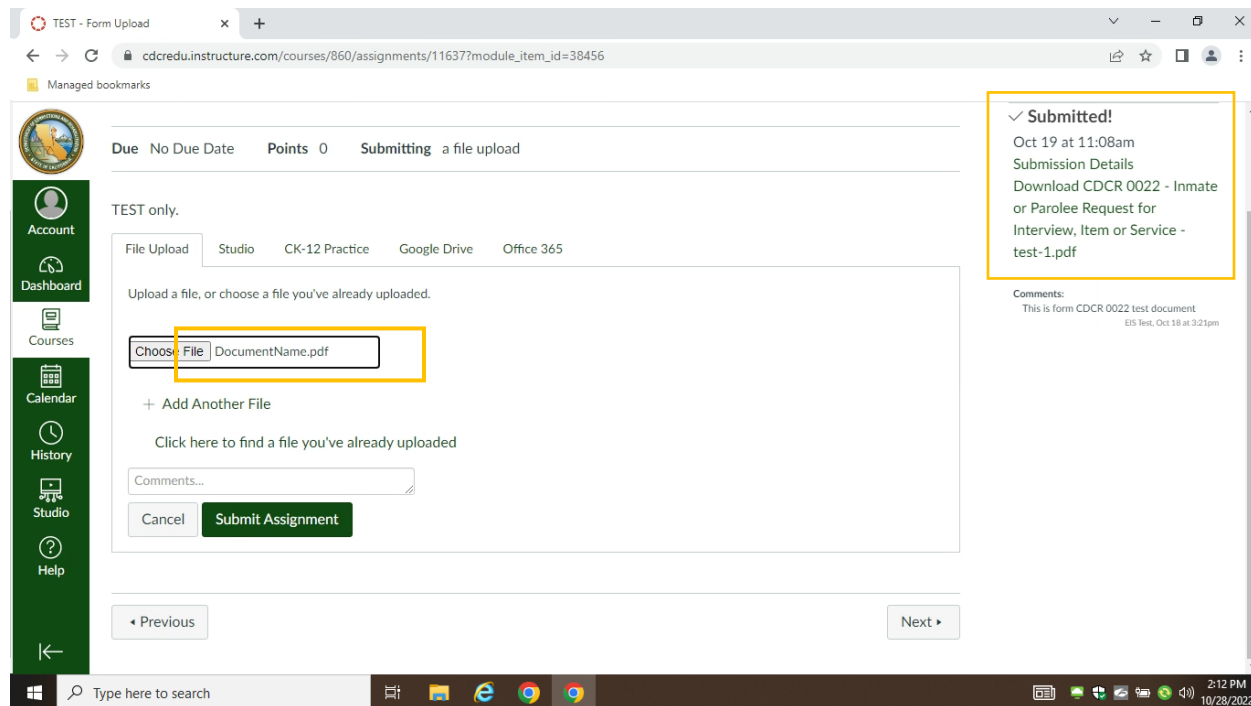 TEST - Form Upload
cdcredu.instructure.com/courses/860/assignments/11637?module_item_id=38456
Managed bookmarks
Account
Dashboard
Courses
Calendar
History
Studio
Help
Due No Due Date Points 0 Submitting a file upload
TEST only.
File Upload Studio CK-12 Practice Google Drive Office 365
Upload a file, or choose a file you've already uploaded.
Choose File DocumentName.pdf
+ Add Another File
Click here to find a file you've already uploaded
Comments...
Cancel Submit Assignment
Previous
Next
Submitted!
Oct 19 at 11:08am
Submission Details
Download CDCR 0022 - Inmate
or Parolee Request for
Interview, Item or Service -
test-1.pdf
Comments:
This is form CDCR 0022 test document
EIS Test, Oct 18 at 3:21pm
Type here to search
2:12 PM
10/28/2022